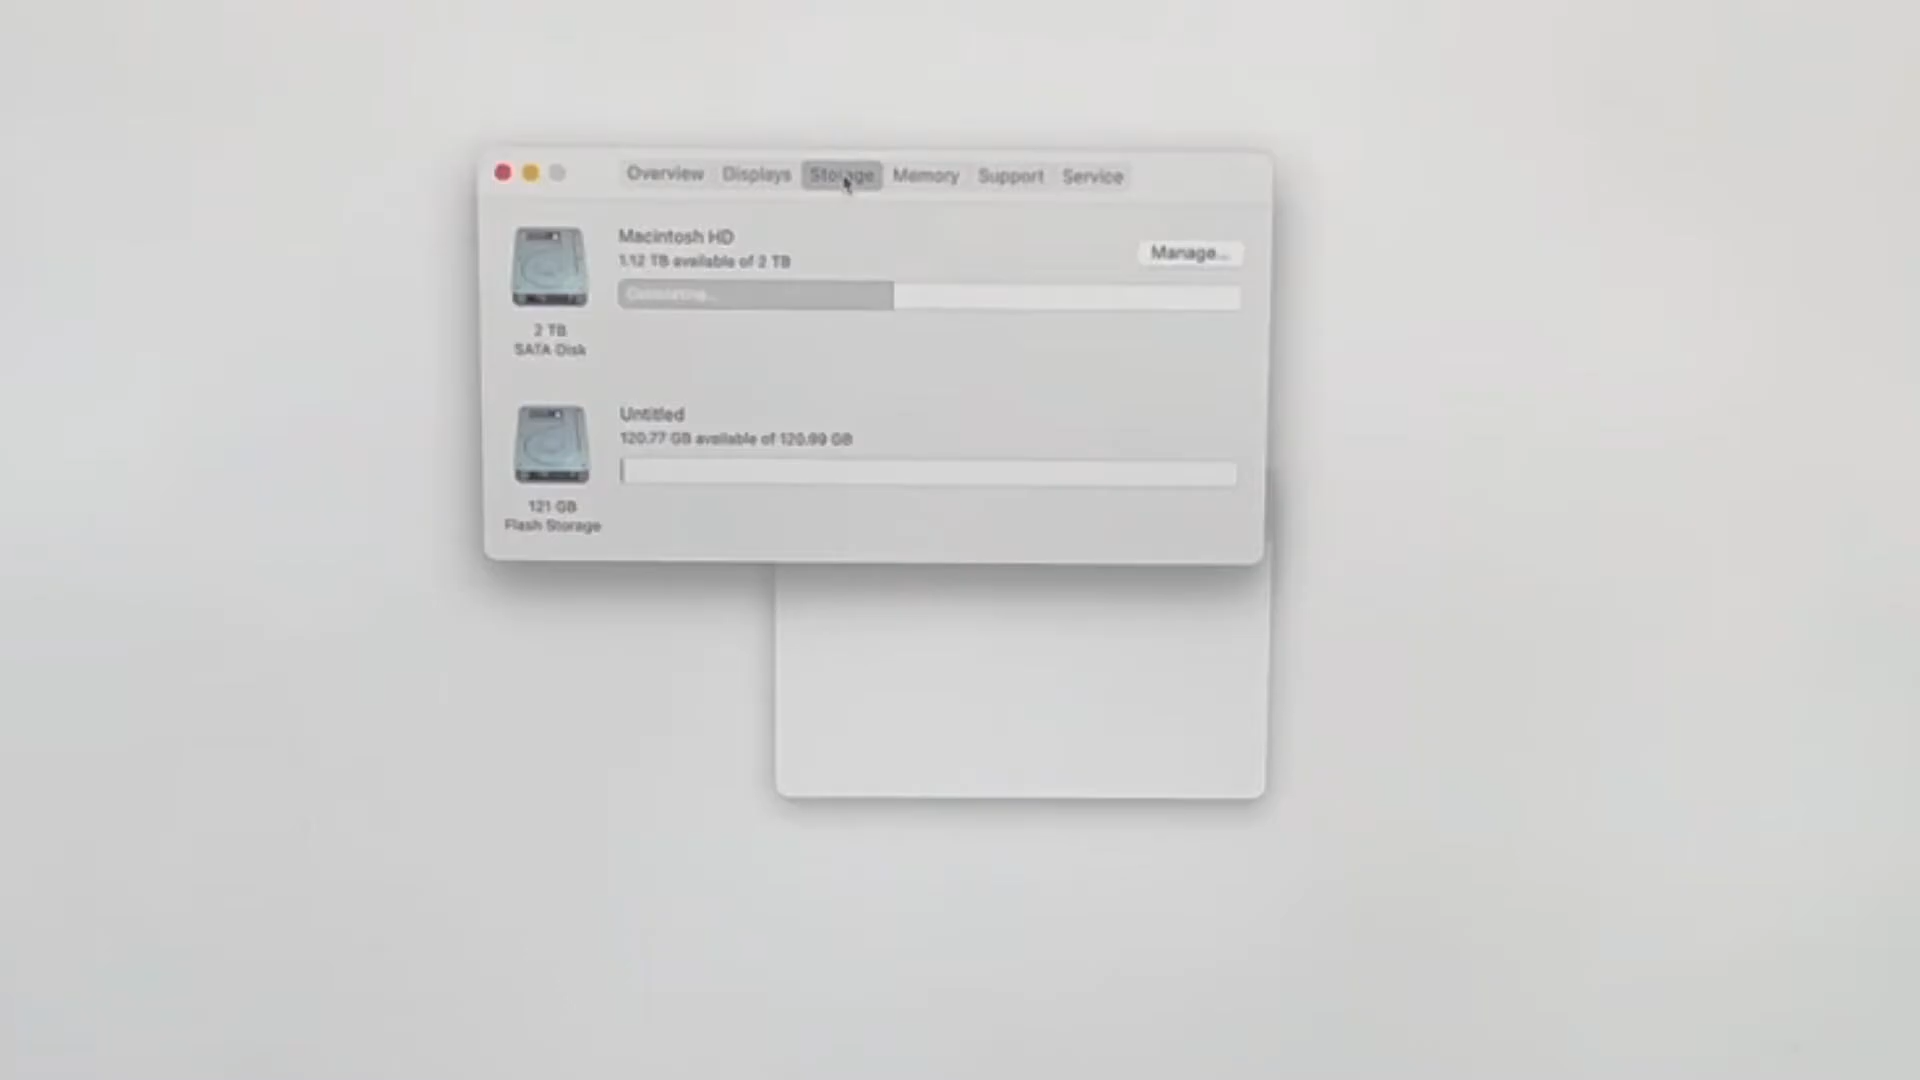 Overview Displays Storage Memory Support Service
Macintosh HD
1.12 TB available of 2 TB
Manage...
2 TB
SATA Disk
Untitled
120.77 GB available of 120.99 GB
121 GB
Flash Storage